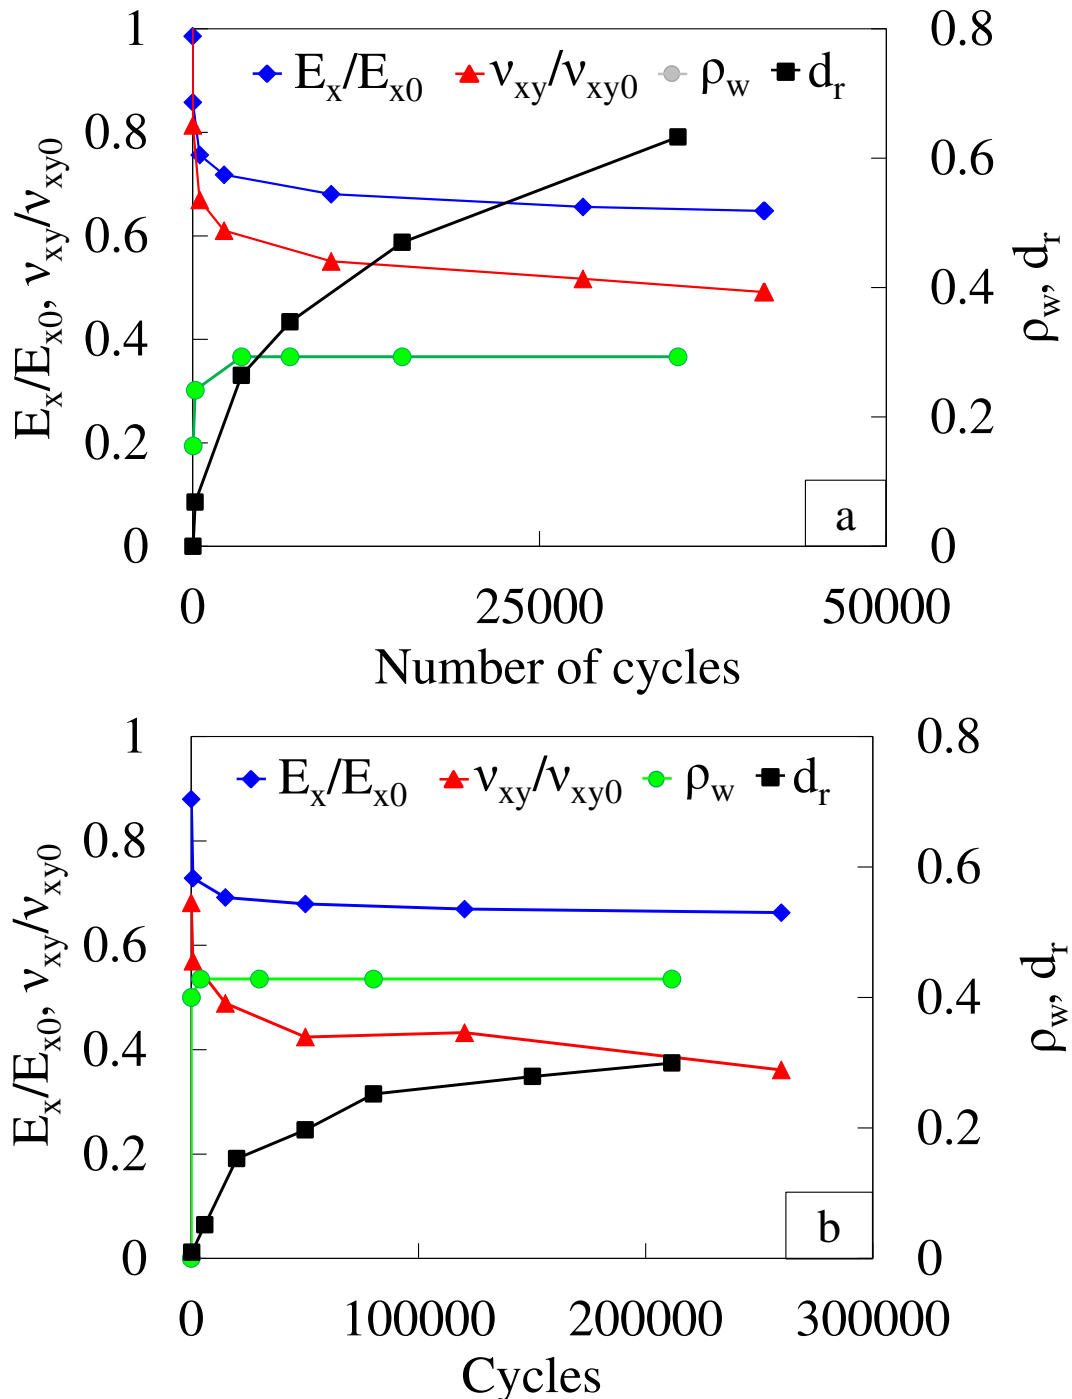 1
0.8
E_x/E_x0 ν_xy/ν_xy0 ρ_w d_r
0.8
0.6
0.6
0.4
0.4
0.2
0.2
0
0
E_x/E_x0, ν_xy/ν_xy0
ρ_w, d_r
a
0 25000 50000
Number of cycles
1
0.8
E_x/E_x0 ν_xy/ν_xy0 ρ_w d_r
0.8
0.6
0.6
0.4
0.4
0.2
0.2
0
0
E_x/E_x0, ν_xy/ν_xy0
ρ_w, d_r
b
0 100000 200000 300000
Cycles